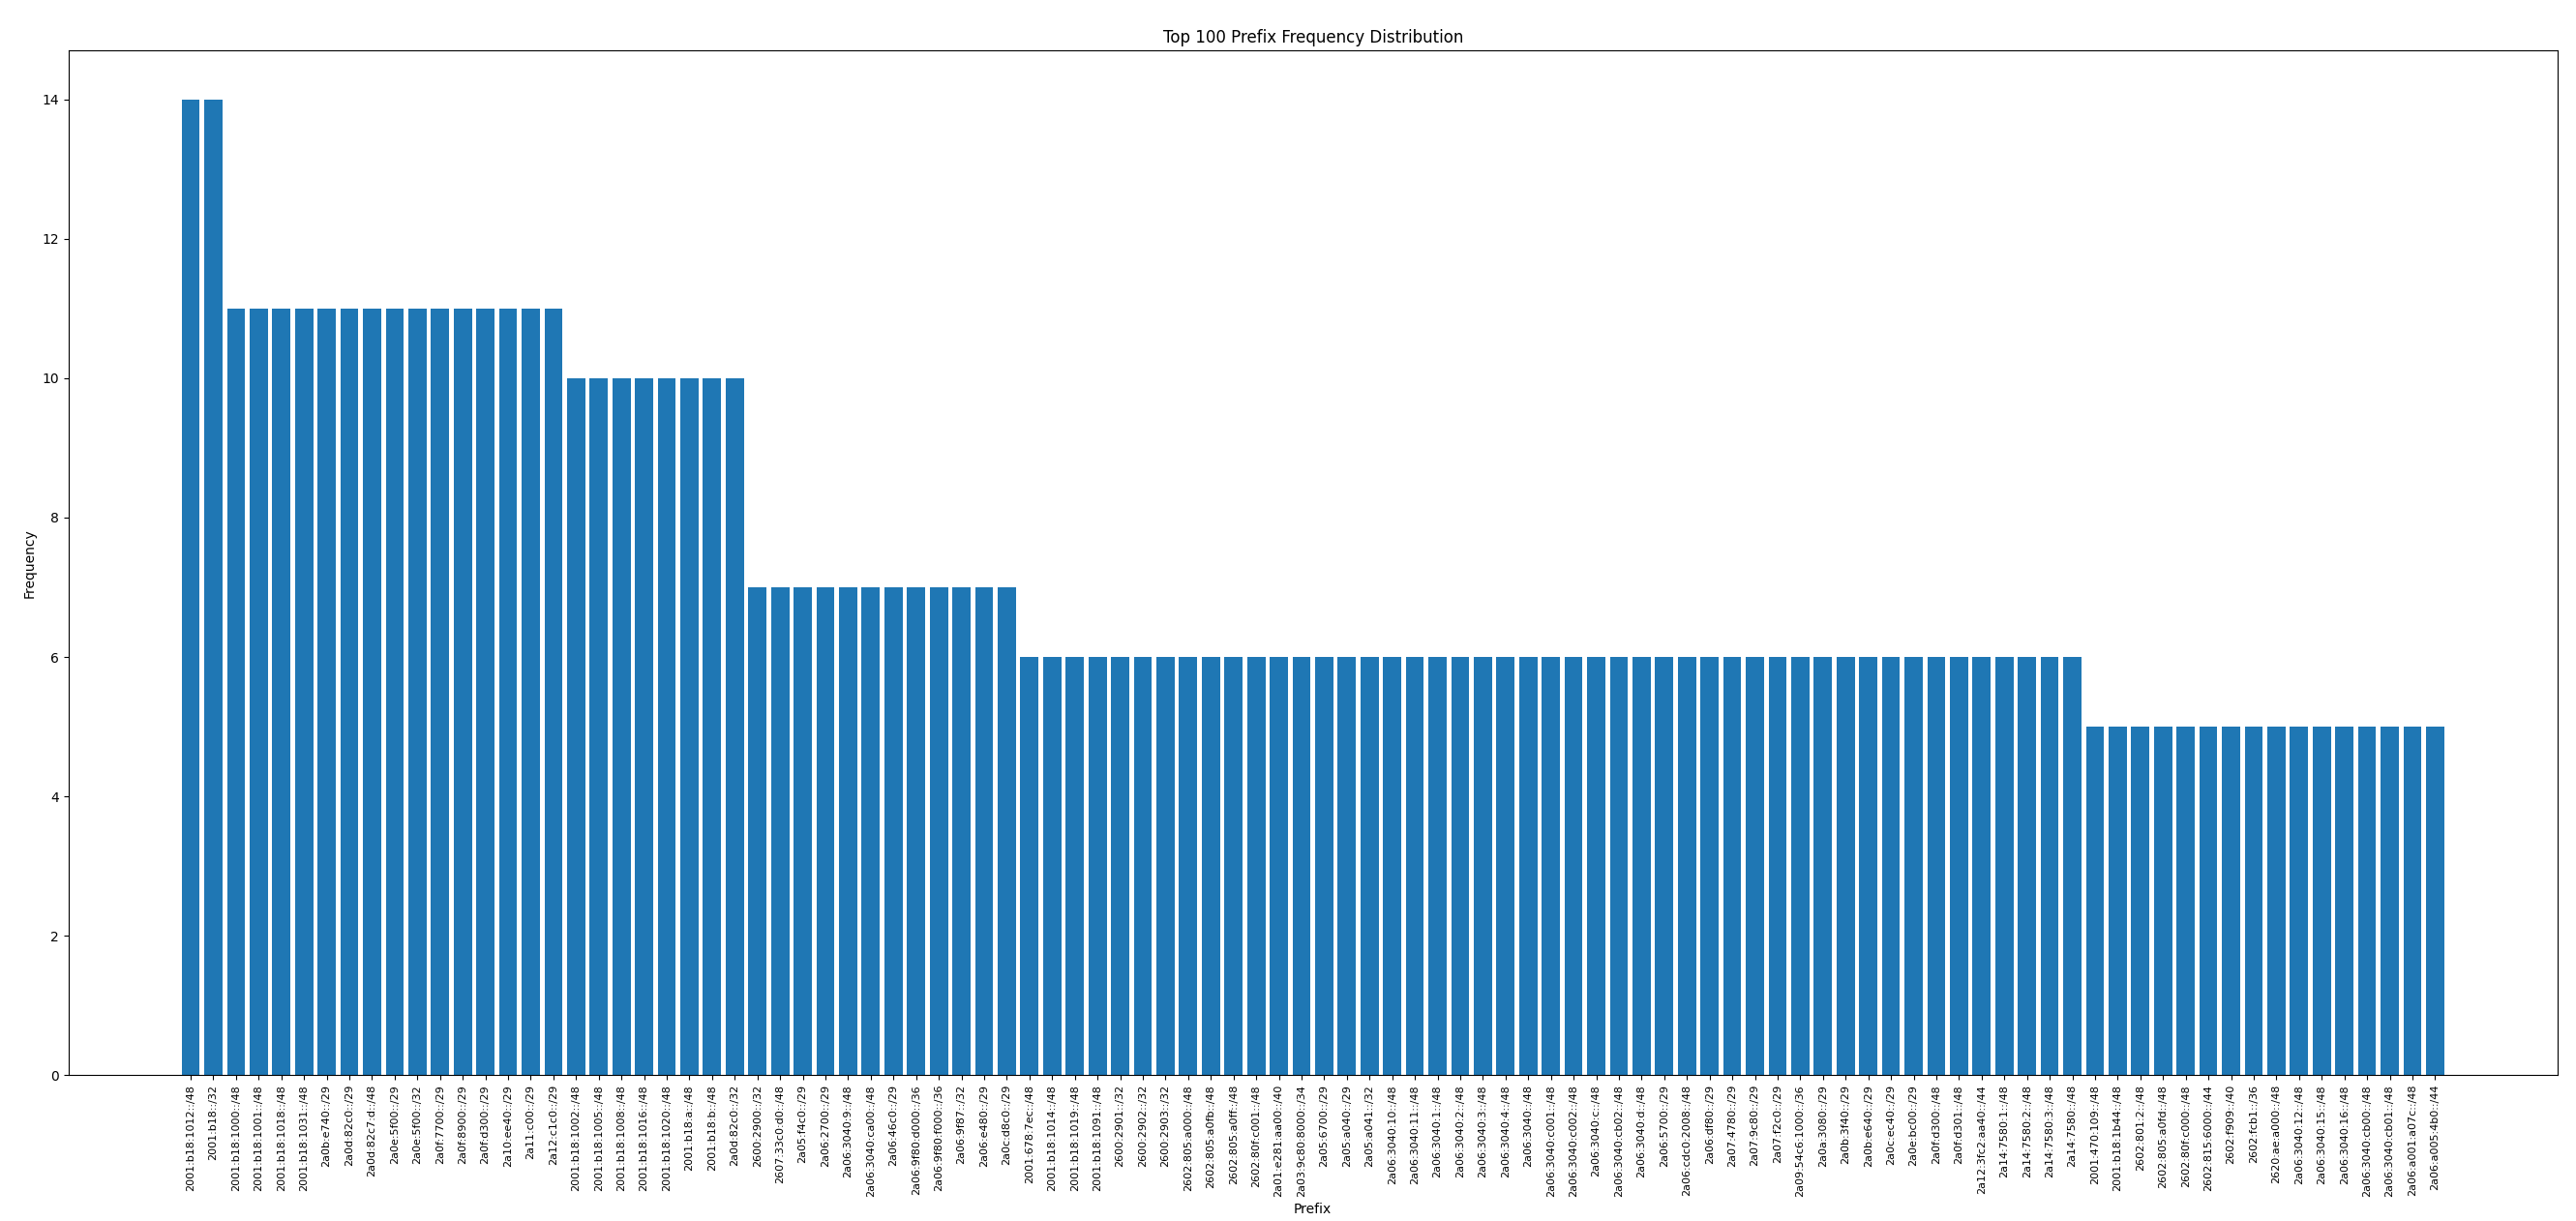 Top 100 Prefix Frequency Distribution
Frequency
14
12
10
8
6
4
2
0
2001:b18:1012::/48
2001:b18::/32
2001:b18:1000::/48
2001:b18:1001::/48
2001:b18:1018::/48
2001:b18:1031::/48
2a0b:e740::/29
2a0d:82c0::/29
2a0d:82c7:d::/48
2a0e:5f00::/29
2a0e:5f00::/32
2a0f:7700::/29
2a0f:8900::/29
2a0f:d300::/29
2a10:ee40::/29
2a11:c00::/29
2a12:c1c0::/29
2001:b18:1002::/48
2001:b18:1005::/48
2001:b18:1008::/48
2001:b18:1016::/48
2001:b18:1020::/48
2001:b18:a::/48
2001:b18:b::/48
2a0d:82c0::/32
2600:2900::/32
2607:33c0:d0::/48
2a05:f4c0::/29
2a06:2700::/29
2a06:3040:9::/48
2a06:3040:ca00::/48
2a06:46c0::/29
2a06:9f80:d000::/36
2a06:9f80:f000::/36
2a06:9f87::/32
2a06:e480::/29
2a0c:d8c0::/29
2001:678:7ec::/48
2001:b18:1014::/48
2001:b18:1019::/48
2001:b18:1091::/48
2600:2901::/32
2600:2902::/32
2600:2903::/32
2602:805:a000::/48
2602:805:a0fb::/48
2602:805:a0ff::/48
2602:80f:c001::/48
2a01:e281:aa00::/40
2a03:9c80:8000::/34
2a05:6700::/29
2a05:a040::/29
2a05:a041::/32
2a06:3040:10::/48
2a06:3040:11::/48
2a06:3040:1::/48
2a06:3040:2::/48
2a06:3040:3::/48
2a06:3040:4::/48
2a06:3040::/48
2a06:3040:c001::/48
2a06:3040:c002::/48
2a06:3040:c::/48
2a06:3040:cb02::/48
2a06:3040:d::/48
2a06:5700::/29
2a06:cdc0:2008::/48
2a06:df80::/29
2a07:4780::/29
2a07:9c80::/29
2a07:f2c0::/29
2a09:54c6:1000::/36
2a0a:3080::/29
2a0b:3f40::/29
2a0b:e640::/29
2a0c:ec40::/29
2a0e:bc00::/29
2a0f:d300::/48
2a0f:d301::/48
2a12:3fc2:aa40::/44
2a14:7580:1::/48
2a14:7580:2::/48
2a14:7580:3::/48
2a14:7580::/48
2001:470:109::/48
2001:b18:1b44::/48
2602:801:2::/48
2602:805:a0fd::/48
2602:80f:c000::/48
2602:815:6000::/44
2602:f909::/40
2602:fcb1::/36
2620:ae:a000::/48
2a06:3040:12::/48
2a06:3040:15::/48
2a06:3040:16::/48
2a06:3040:cb00::/48
2a06:3040:cb01::/48
2a06:a001:a07c::/48
2a06:a005:4b0::/44
Prefix